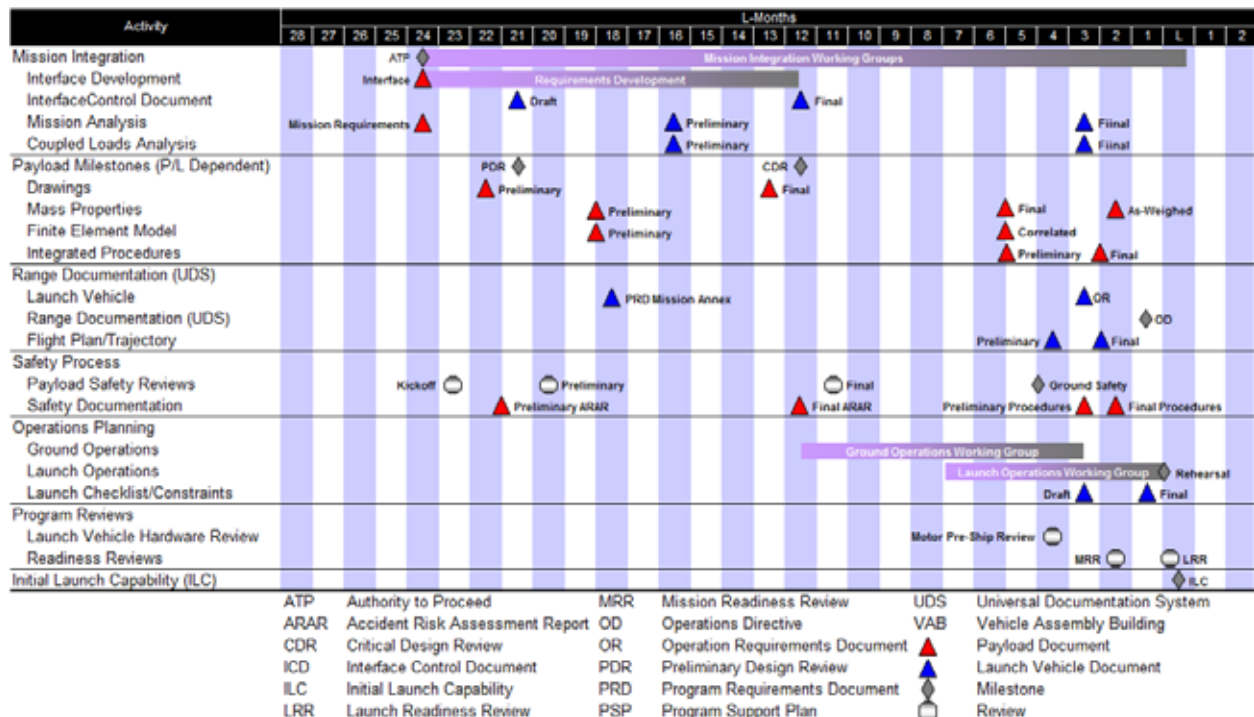 Activity L-Months
28 27 26 25 24 23 22 21 20 19 18 17 16 15 14 13 12 11 10 9 8 7 6 5 4 3 2 1 L 1 2
Mission Integration ATP Mission Integration Working Groups
Interface Development Interface Requirements Development
InterfaceControl Document Draft Final
Mission Analysis Mission Requirements Preliminary Fiinal
Coupled Loads Analysis Preliminary Fiinal
Payload Milestones (P/L Dependent) PDR CDR
Drawings Preliminary Final
Mass Properties Preliminary Final As-Weighed
Finite Element Model Preliminary Correlated
Integrated Procedures Preliminary Final
Range Documentation (UDS)
Launch Vehicle PRD Mission Annex OR
Range Documentation (UDS) OD
Flight Plan/Trajectory Preliminary Final
Safety Process
Payload Safety Reviews Kickoff Preliminary Final Ground Safety
Safety Documentation Preliminary ARAR Final ARAR Preliminary Procedures Final Procedures
Operations Planning
Ground Operations Ground Operations Working Group
Launch Operations Launch Operations Working Group Rehearsal
Launch Checklist/Constraints Draft Final
Program Reviews
Launch Vehicle Hardware Review Motor Pre-Ship Review
Readiness Reviews MRR LRR
Initial Launch Capability (ILC) ILC
ATP Authority to Proceed MRR Mission Readiness Review UDS Universal Documentation System
ARAR Accident Risk Assessment Report OD Operations Directive VAB Vehicle Assembly Building
CDR Critical Design Review OR Operation Requirements Document Payload Document
ICD Interface Control Document PDR Preliminary Design Review Launch Vehicle Document
ILC Initial Launch Capability PRD Program Requirements Document Milestone
LRR Launch Readiness Review PSP Program Support Plan Review